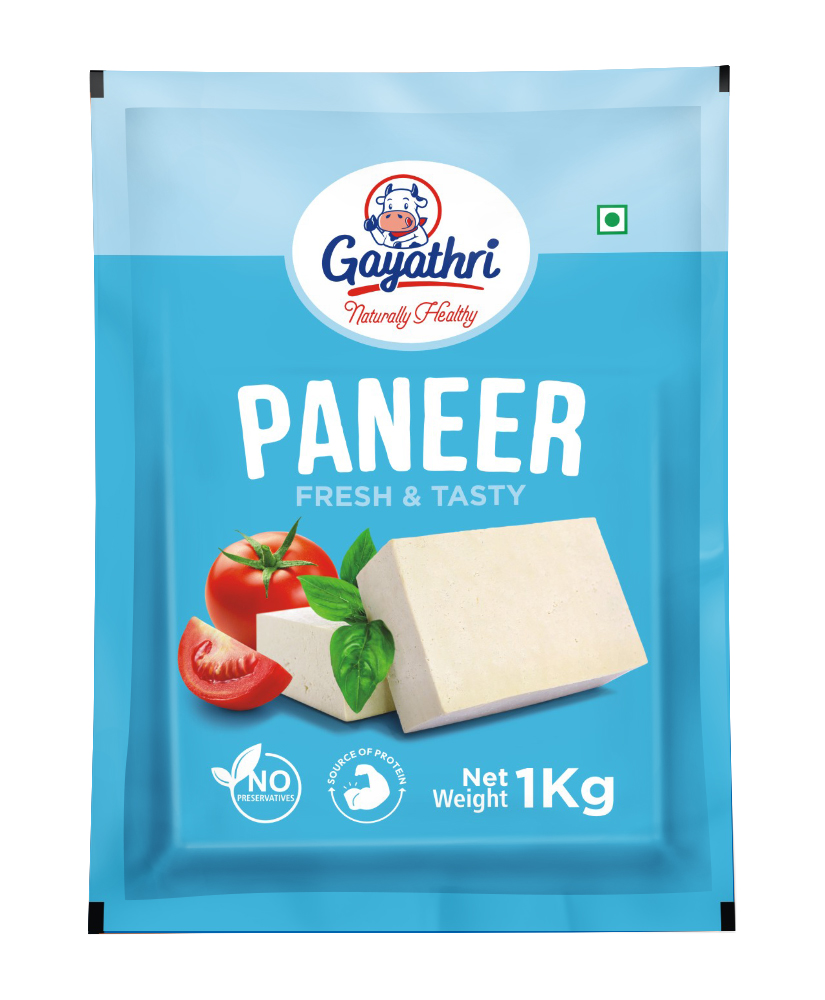 Gayathri
Naturally Healthy
PANEER
FRESH & TASTY
NO
PRESERVATIVES
SOURCE OF PROTEIN
Net
Weight
1Kg